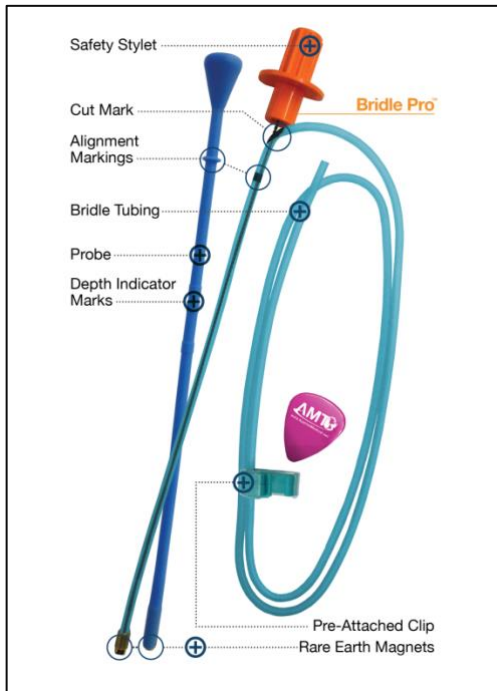 Safety Stylet
Bridle Pro™
Cut Mark
Alignment
Markings
Bridle Tubing
Probe
Depth Indicator
Marks
AMT
Pre-Attached Clip
Rare Earth Magnets